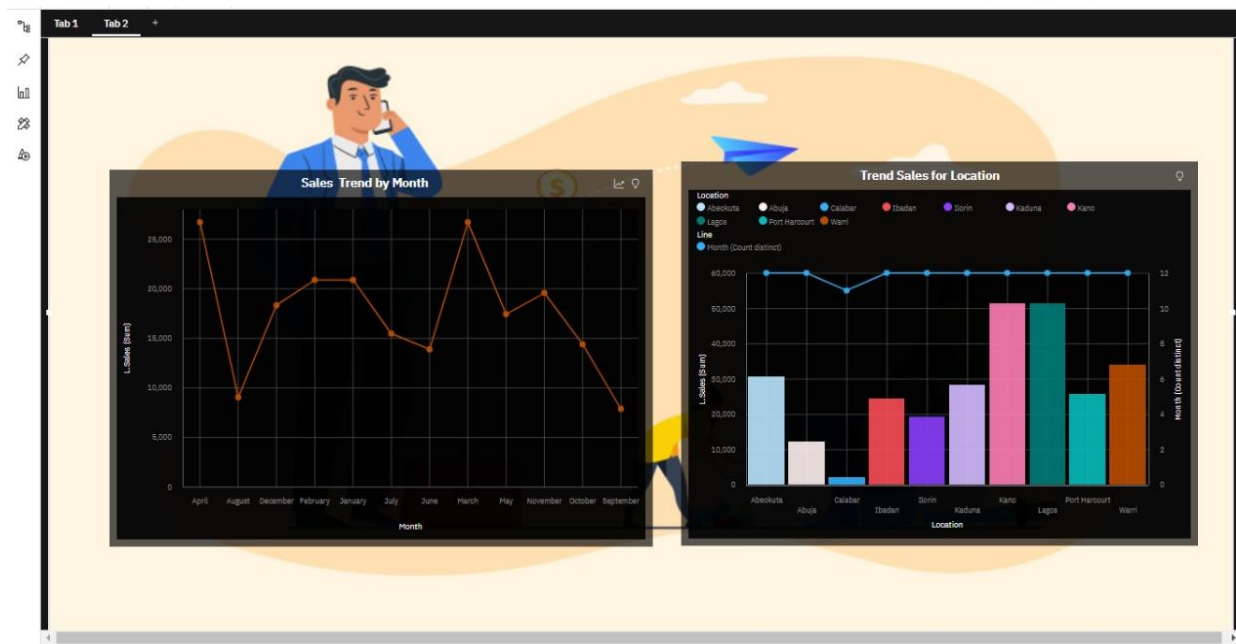 Tab 1 Tab 2 +
Sales Trend by Month
25,000
20,000
15,000
10,000
5,000
0
L.Sales (Sum)
April August December February January July June March May November October September
Month
Trend Sales for Location
Location
Abeokuta Abuja Calabar Ibadan Ilorin Kaduna Kano
Lagos Port Harcourt Warri
Line
Month (Count distinct)
60,000
50,000
40,000
30,000
20,000
10,000
0
L.Sales (Sum)
12
10
8
6
4
2
0
Month (Count distinct)
Abeokuta Calabar Ilorin Kano Port Harcourt
Abuja Ibadan Kaduna Lagos Warri
Location